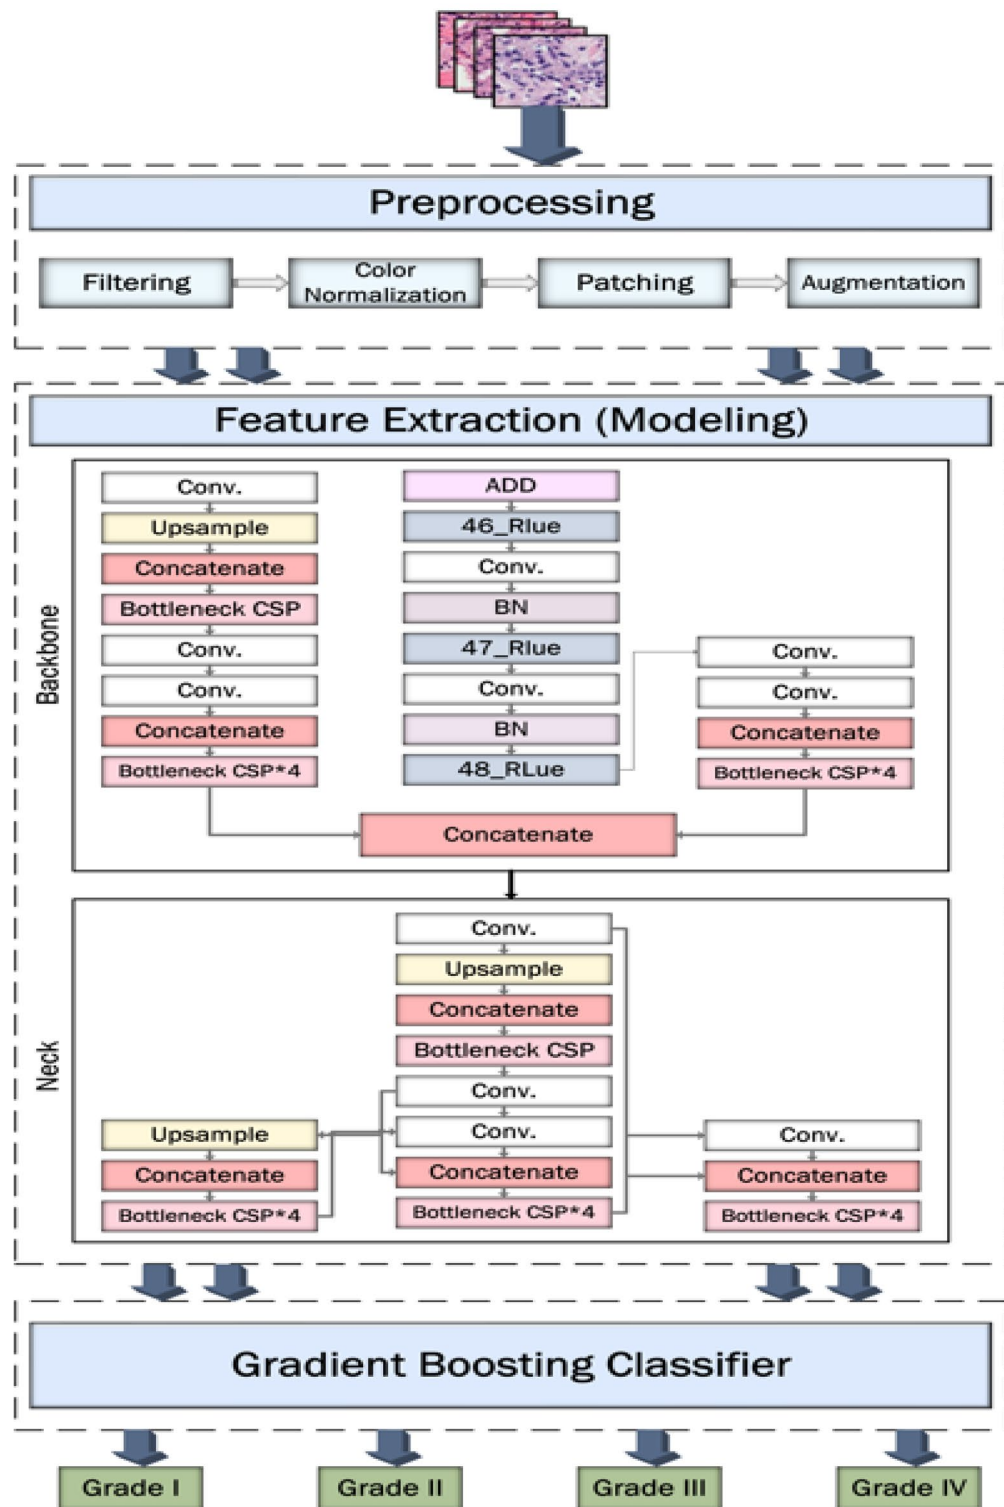 Preprocessing
Filtering
Color
Normalization
Patching
Augmentation
Feature Extraction (Modeling)
Backbone
Conv.
Upsample
Concatenate
Bottleneck CSP
Conv.
Conv.
Concatenate
Bottleneck CSP*4
ADD
46_Rlue
Conv.
BN
47_Rlue
Conv.
BN
48_RLue
Conv.
Conv.
Concatenate
Bottleneck CSP*4
Concatenate
Neck
Upsample
Concatenate
Bottleneck CSP*4
Conv.
Upsample
Concatenate
Bottleneck CSP
Conv.
Conv.
Concatenate
Bottleneck CSP*4
Conv.
Concatenate
Bottleneck CSP*4
Gradient Boosting Classifier
Grade I
Grade II
Grade III
Grade IV